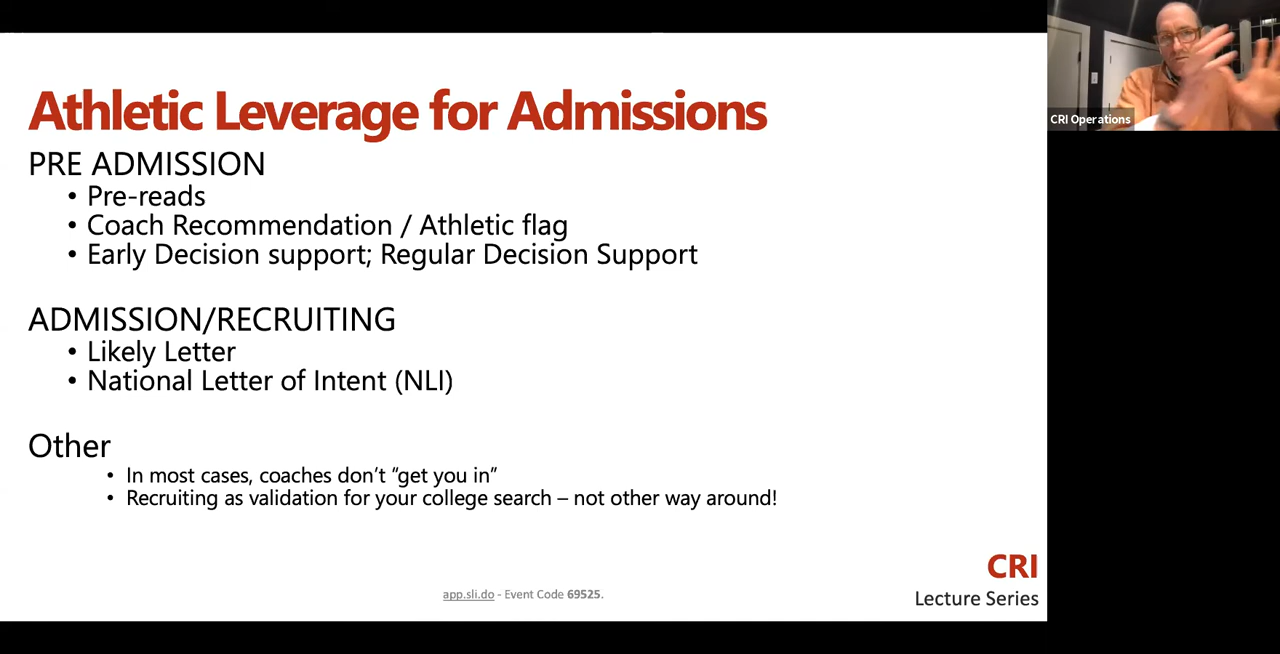 Athletic Leverage for Admissions
PRE ADMISSION
• Pre-reads
• Coach Recommendation / Athletic flag
• Early Decision support; Regular Decision Support
ADMISSION/RECRUITING
• Likely Letter
• National Letter of Intent (NLI)
Other
• In most cases, coaches don’t “get you in”
• Recruiting as validation for your college search – not other way around!
CRI
Lecture Series
app.sli.do - Event Code 69525.
CRI Operations